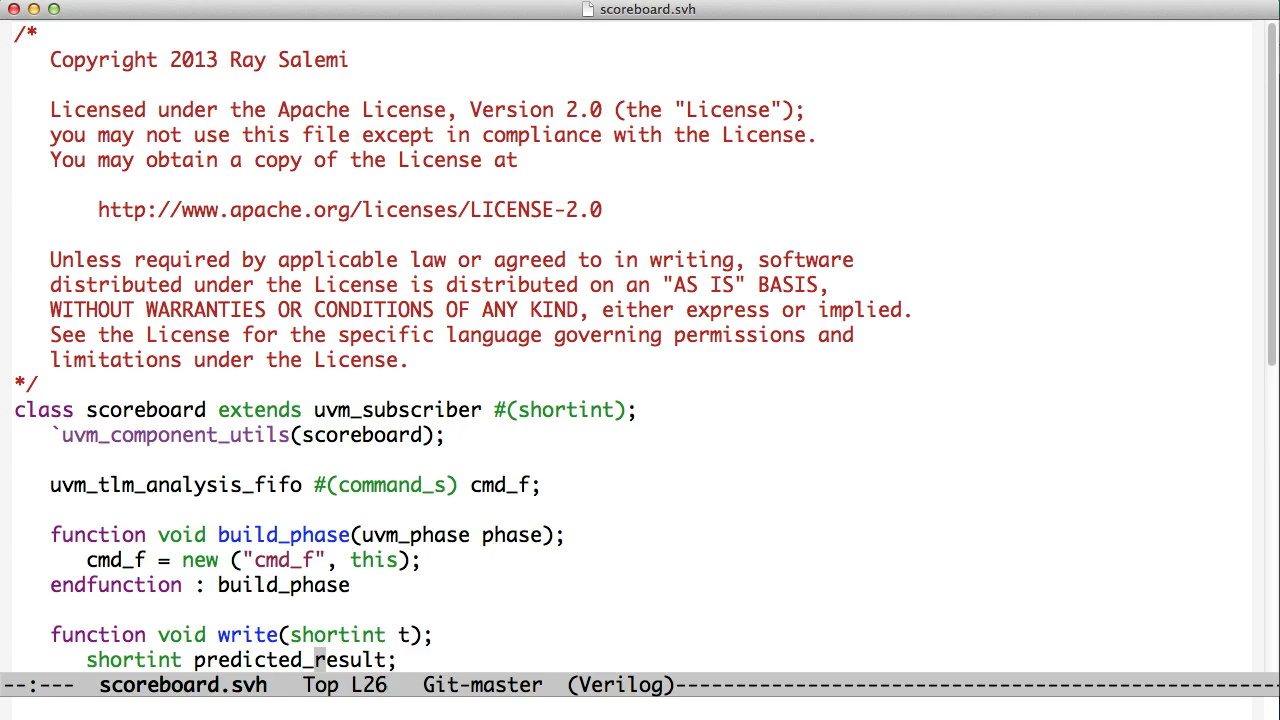 scoreboard.svh
/*
Copyright 2013 Ray Salemi
Licensed under the Apache License, Version 2.0 (the "License");
you may not use this file except in compliance with the License.
You may obtain a copy of the License at
http://www.apache.org/licenses/LICENSE-2.0
Unless required by applicable law or agreed to in writing, software
distributed under the License is distributed on an "AS IS" BASIS,
WITHOUT WARRANTIES OR CONDITIONS OF ANY KIND, either express or implied.
See the License for the specific language governing permissions and
limitations under the License.
*/
class scoreboard extends uvm_subscriber #(shortint);
`uvm_component_utils(scoreboard);
uvm_tlm_analysis_fifo #(command_s) cmd_f;
function void build_phase(uvm_phase phase);
cmd_f = new ("cmd_f", this);
endfunction : build_phase
function void write(shortint t);
shortint predicted_result;
--:--- scoreboard.svh Top L26 Git-master (Verilog)--------------------------------------------------